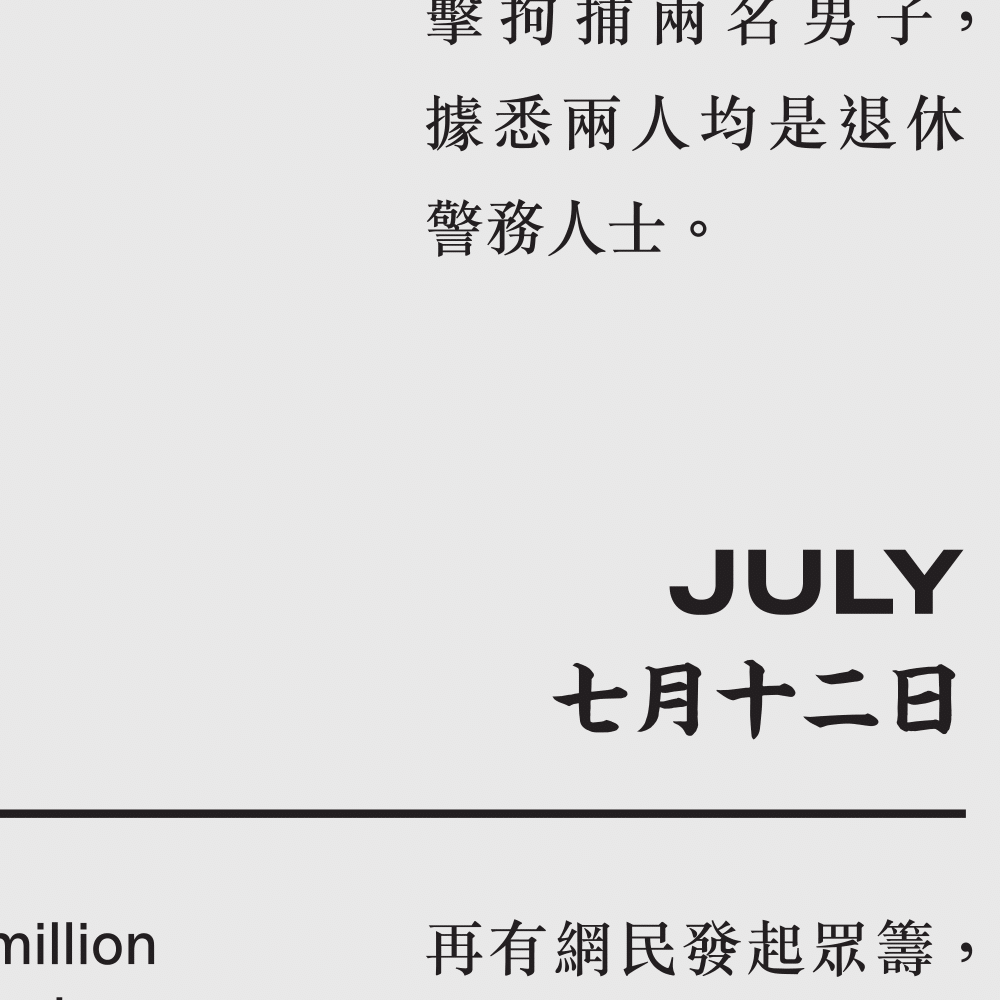 擊拘捕兩名男子，
據悉兩人均是退休
警務人士。
JULY
七月十二日
million
再有網民發起眾籌，